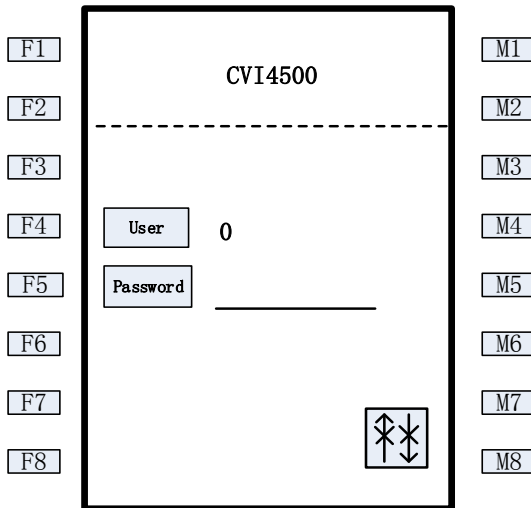 F1 M1
CVI4500
F2 M2
F3 M3
F4 User 0 M4
F5 Password M5
F6 M6
F7 M7
F8 M8